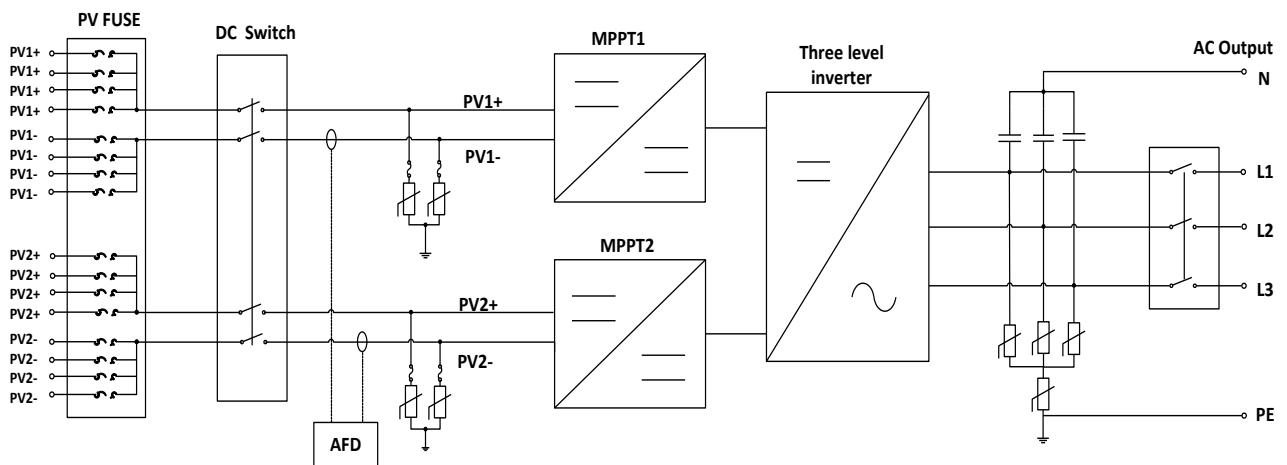 PV FUSE
DC Switch
MPPT1
Three level
inverter
AC Output
PV1+
PV1+
PV1+
PV1+
PV1-
PV1-
PV1-
PV1-
PV1+
PV1-
N
L1
L2
L3
MPPT2
PV2+
PV2+
PV2+
PV2+
PV2-
PV2-
PV2-
PV2-
PV2+
PV2-
AFD
PE